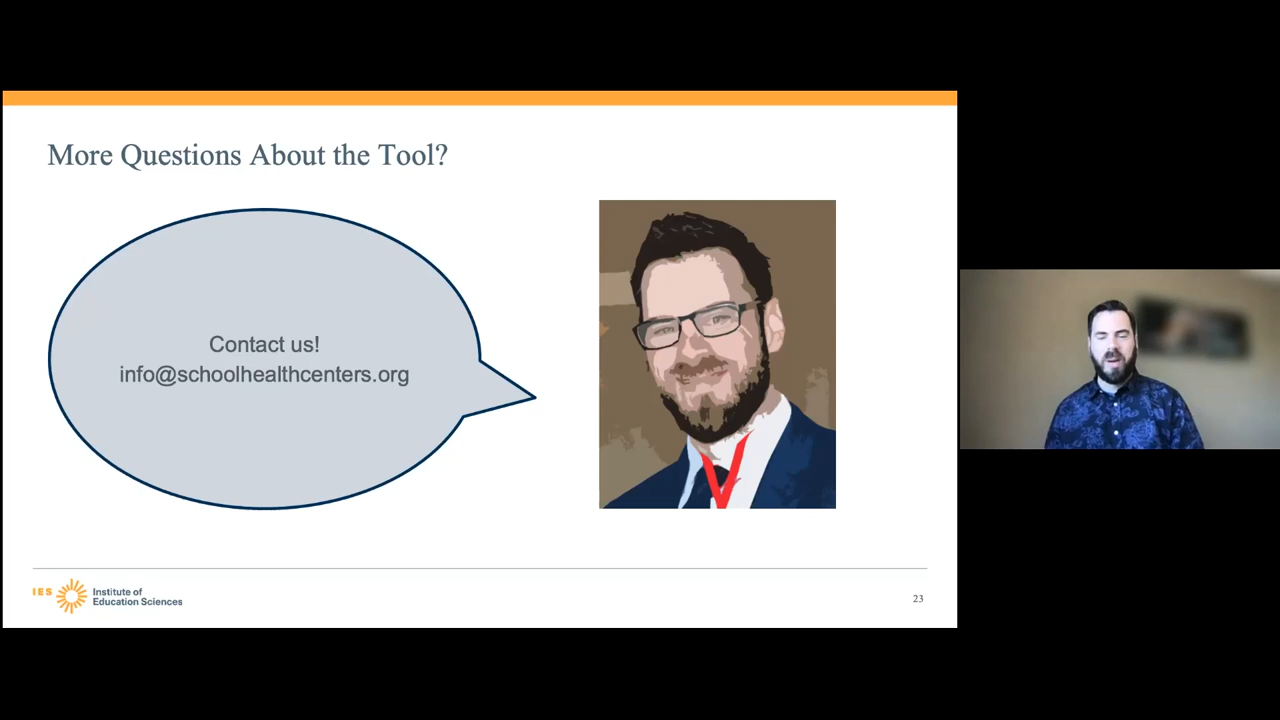 More Questions About the Tool?
Contact us!
info@schoolhealthcenters.org
IES
Institute of
Education Sciences
23